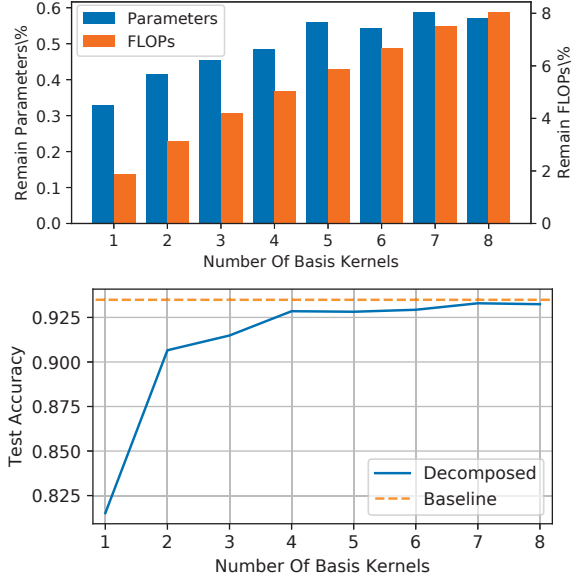 Remain Parameters\%
0.6
0.5
0.4
0.3
0.2
0.1
0.0
Parameters
FLOPs
8
6
4
2
0
Remain FLOPs\%
1 2 3 4 5 6 7 8
Number Of Basis Kernels
Test Accuracy
0.925
0.900
0.875
0.850
0.825
Decomposed
Baseline
1 2 3 4 5 6 7 8
Number Of Basis Kernels